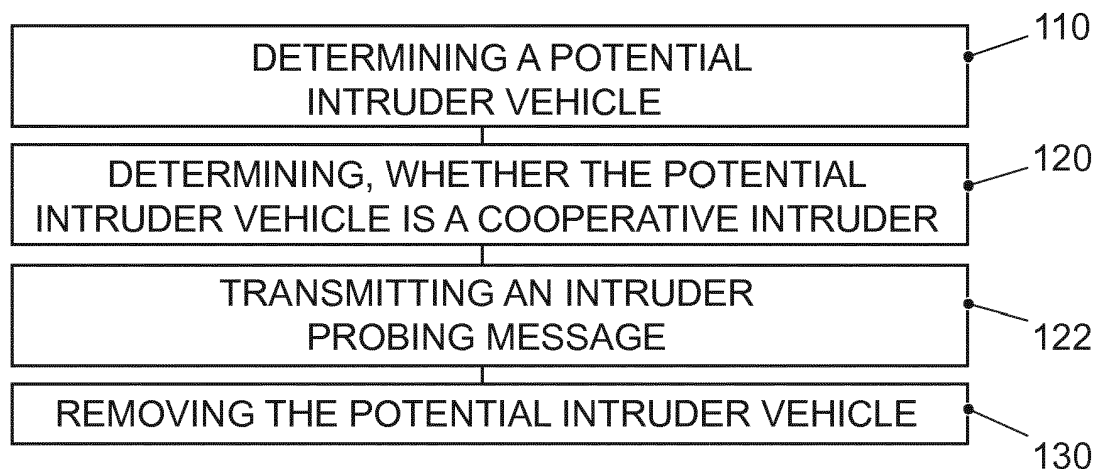 DETERMINING A POTENTIAL
INTRUDER VEHICLE
110
DETERMINING, WHETHER THE POTENTIAL
INTRUDER VEHICLE IS A COOPERATIVE INTRUDER
120
TRANSMITTING AN INTRUDER
PROBING MESSAGE
122
REMOVING THE POTENTIAL INTRUDER VEHICLE
130